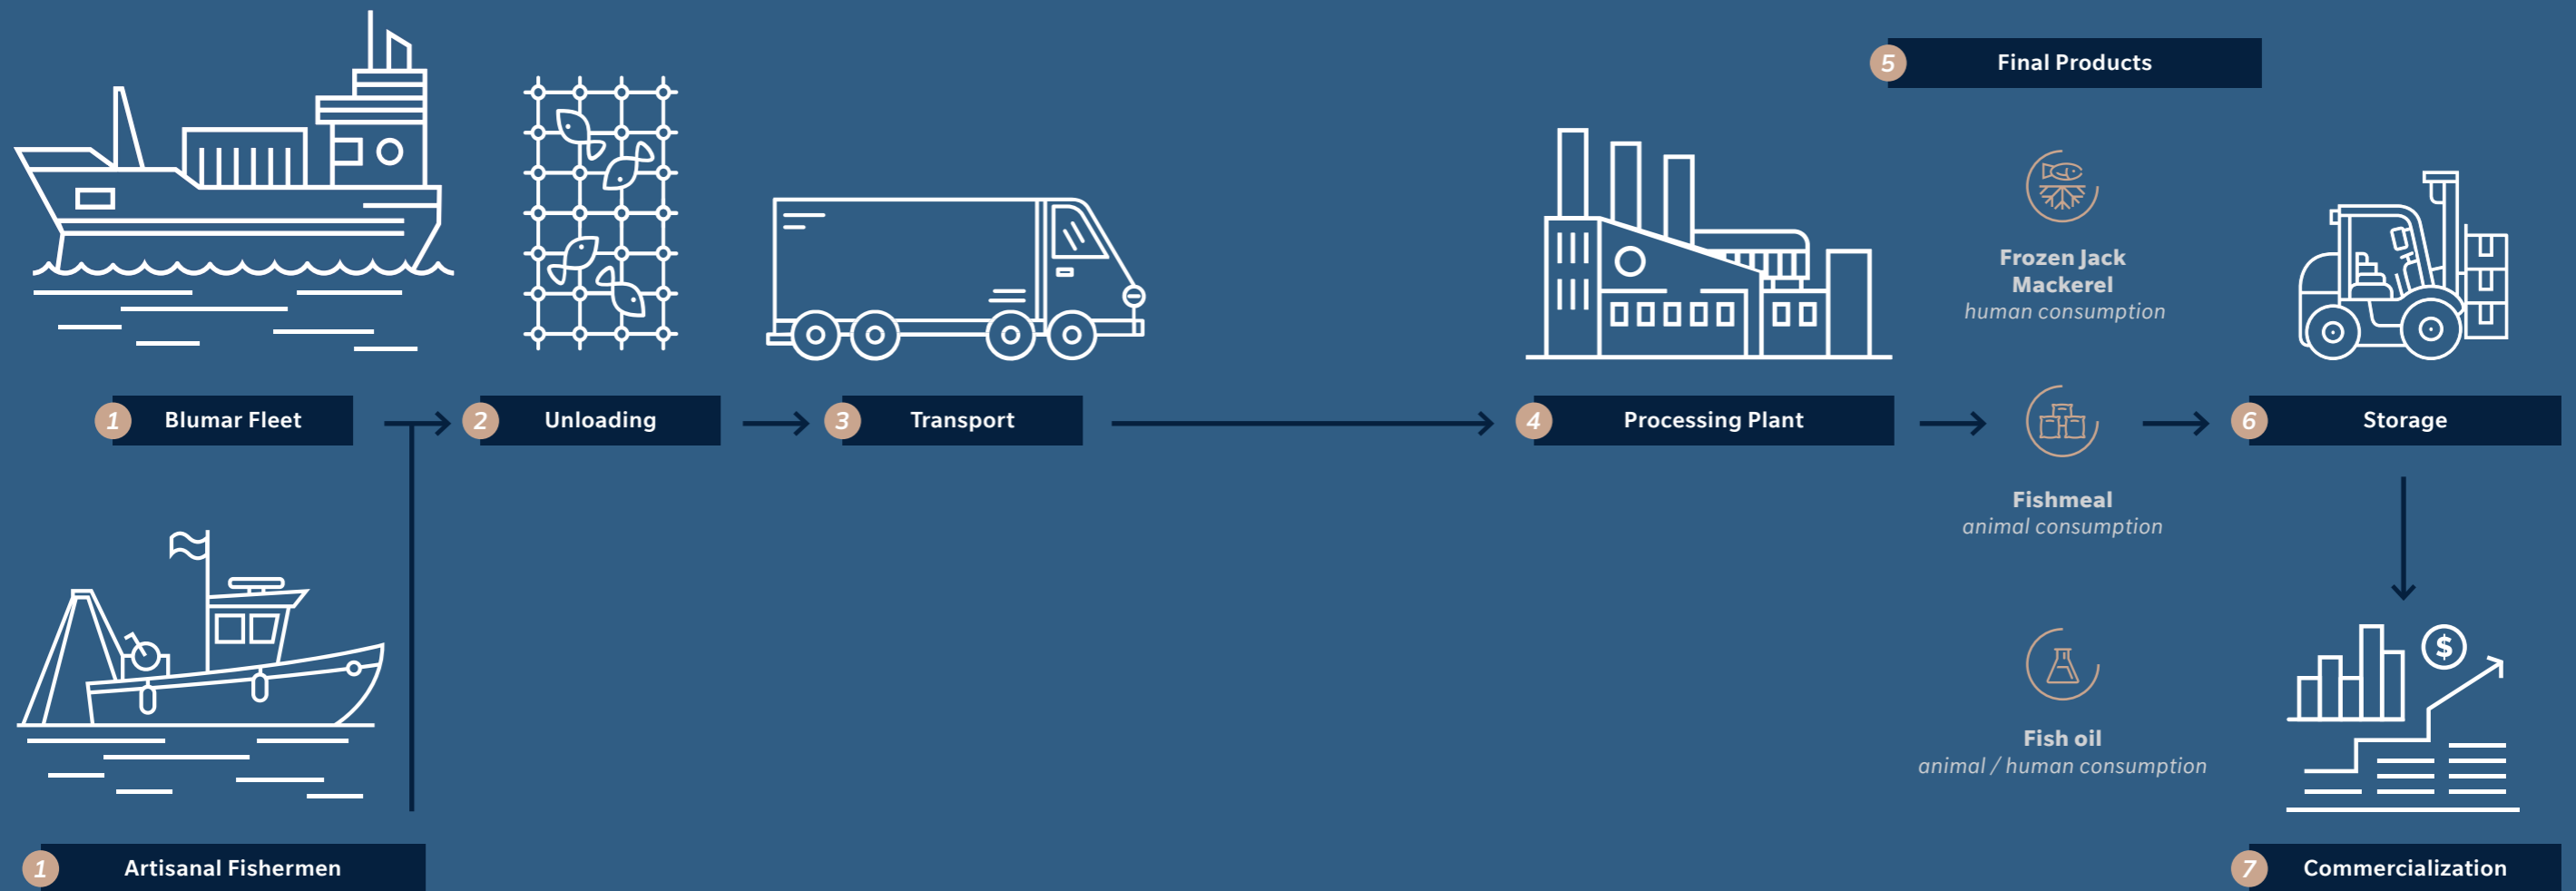 1 Blumar Fleet
1 Artisanal Fishermen
2 Unloading
3 Transport
4 Processing Plant
5 Final Products
Frozen Jack
Mackerel
human consumption
Fishmeal
animal consumption
Fish oil
animal / human consumption
6 Storage
$
7 Commercialization